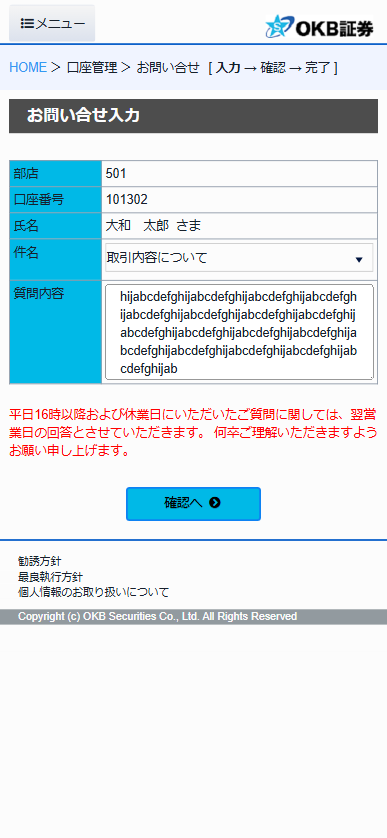 メニュー
OKB証券
HOME > 口座管理 > お問い合せ [ 入力 → 確認 → 完了 ]
お問い合せ入力
部店 501
口座番号 101302
氏名 大和　太郎 さま
件名 取引内容について
質問内容
hijabcdefghijabcdefghijabcdefghijabcdefgh
ijabcdefghijabcdefghijabcdefghijabcdefghij
abcdefghijabcdefghijabcdefghijabcdefghija
bcdefghijabcdefghijabcdefghijabcdefghijab
cdefghijab
平日16時以降および休業日にいただいたご質問に関しては、翌営
業日の回答とさせていただきます。 何卒ご理解いただきますよう
お願い申し上げます。
確認へ
勧誘方針
最良執行方針
個人情報のお取り扱いについて
Copyright (c) OKB Securities Co., Ltd. All Rights Reserved